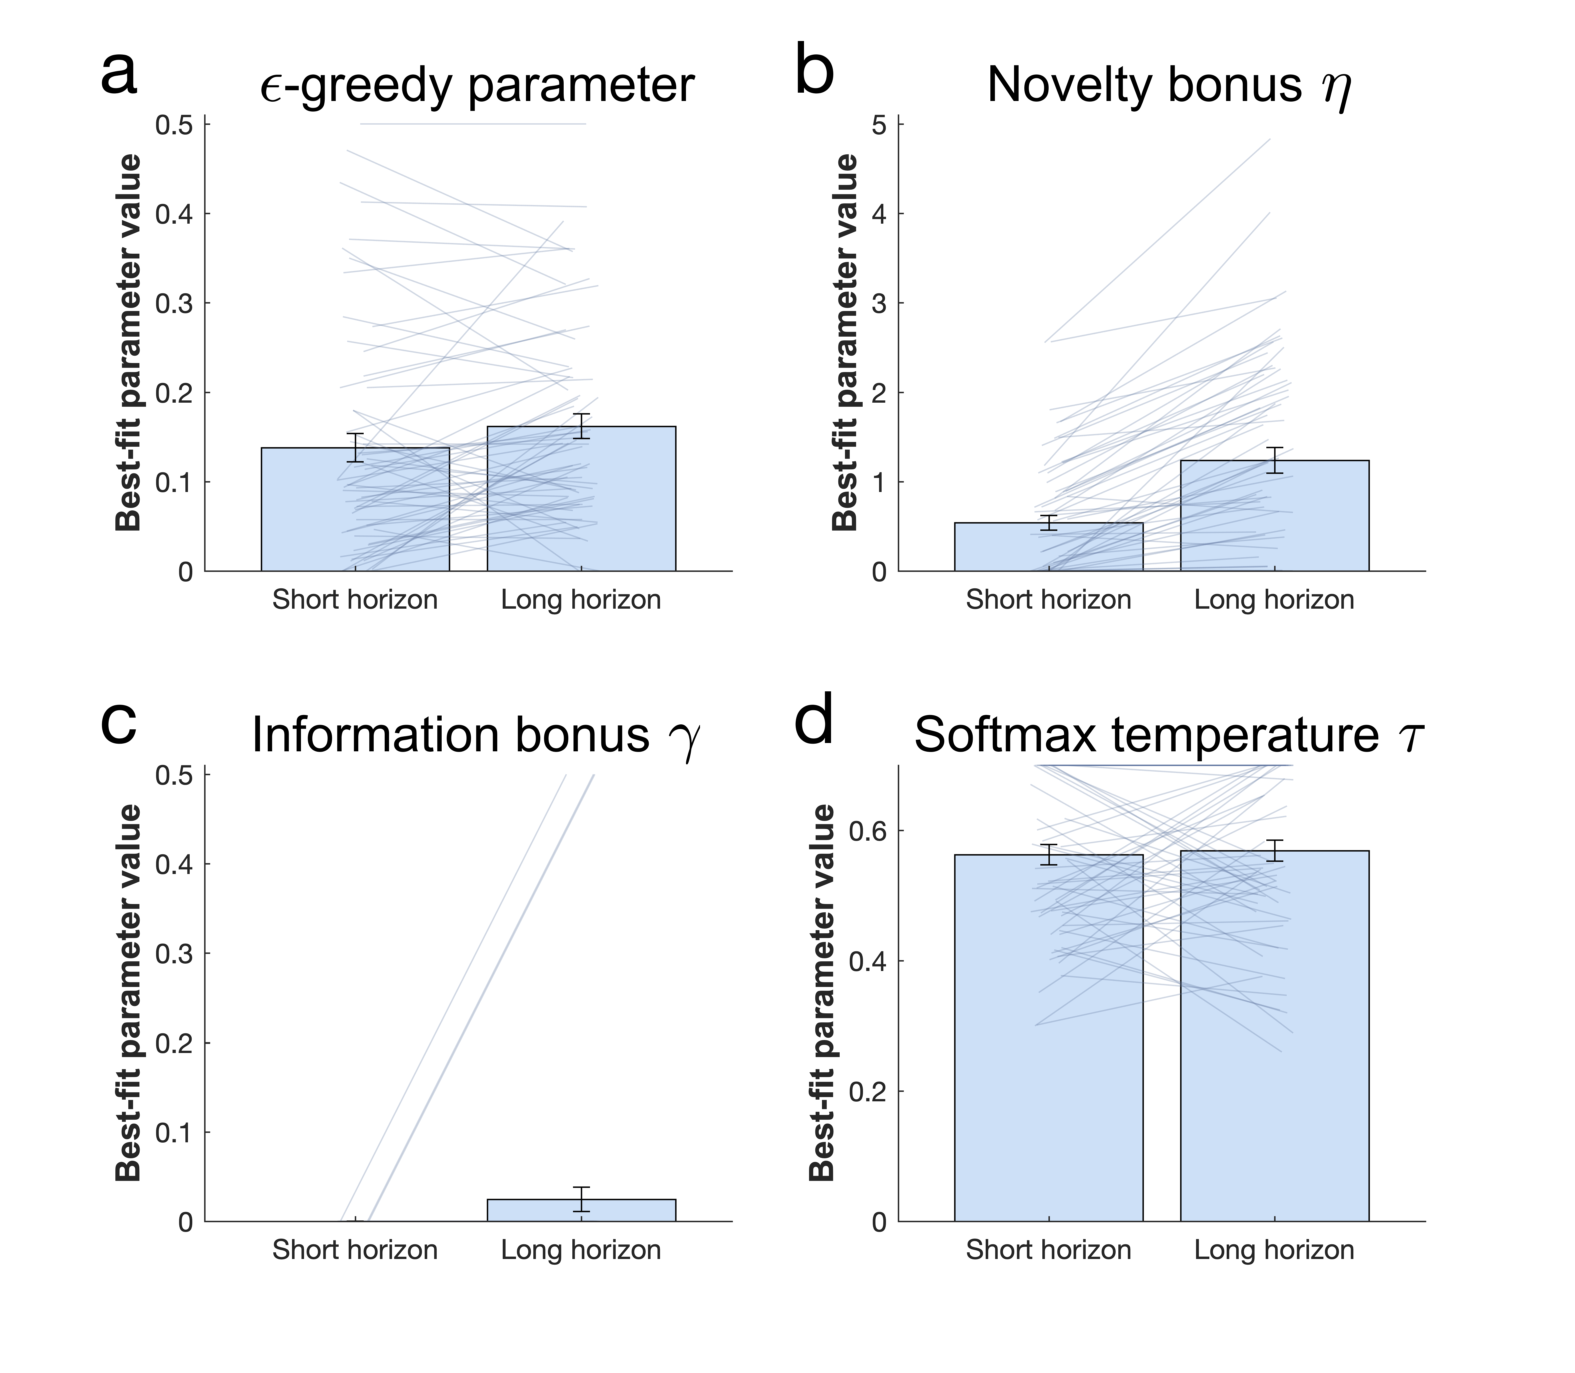 a
ϵ-greedy parameter
Best-fit parameter value
0.5
0.4
0.3
0.2
0.1
0
Short horizon
Long horizon
b
Novelty bonus η
Best-fit parameter value
5
4
3
2
1
0
Short horizon
Long horizon
c
Information bonus γ
Best-fit parameter value
0.5
0.4
0.3
0.2
0.1
0
Short horizon
Long horizon
d
Softmax temperature τ
Best-fit parameter value
0.6
0.4
0.2
0
Short horizon
Long horizon